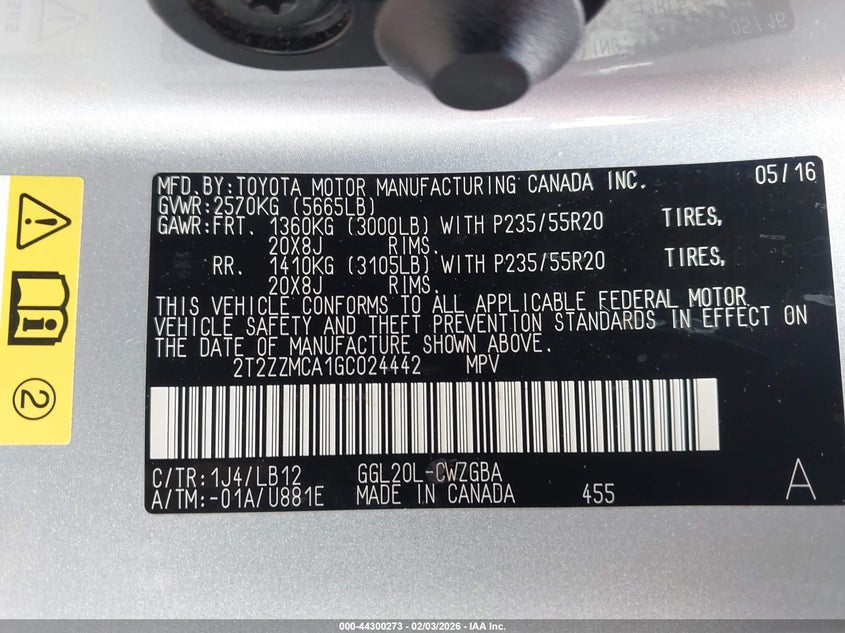 MFD.BY:TOYOTA MOTOR MANUFACTURING CANADA INC. 05/16
GVWR:2570KG (5665LB)
GAWR:FRT. 1360KG (3000LB) WITH P235/55R20 TIRES,
20X8J RIMS.
RR. 1410KG (3105LB) WITH P235/55R20 TIRES,
20X8J RIMS.
THIS VEHICLE CONFORMS TO ALL APPLICABLE FEDERAL MOTOR
VEHICLE SAFETY AND THEFT PREVENTION STANDARDS IN EFFECT ON
THE DATE OF MANUFACTURE SHOWN ABOVE.
2T2ZZMCA1GC024442 MPV
C/TR:1J4/LB12 GGL20L-CWZGBA
A/TM:-01A/U881E MADE IN CANADA 455 A
2
000-44300273 - 02/03/2026 - IAA Inc.